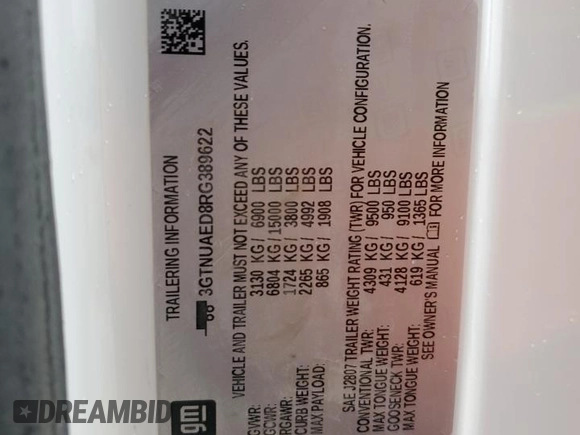 TRAILERING INFORMATION
3GTNUAED8RG389622
VEHICLE AND TRAILER MUST NOT EXCEED ANY OF THESE VALUES.
GVWR: 3130 KG / 6900 LBS
GCWR: 6804 KG / 15000 LBS
RGAWR: 1724 KG / 3800 LBS
CURB WEIGHT: 2265 KG / 4992 LBS
MAX PAYLOAD: 865 KG / 1908 LBS
SAE J2807 TRAILER WEIGHT RATING (TWR) FOR VEHICLE CONFIGURATION.
CONVENTIONAL TWR: 4309 KG / 9500 LBS
MAX TONGUE WEIGHT: 431 KG / 950 LBS
GOOSENECK TWR: 4128 KG / 9100 LBS
MAX TONGUE WEIGHT: 619 KG / 1365 LBS
SEE OWNER'S MANUAL FOR MORE INFORMATION
gm
DREAMBID